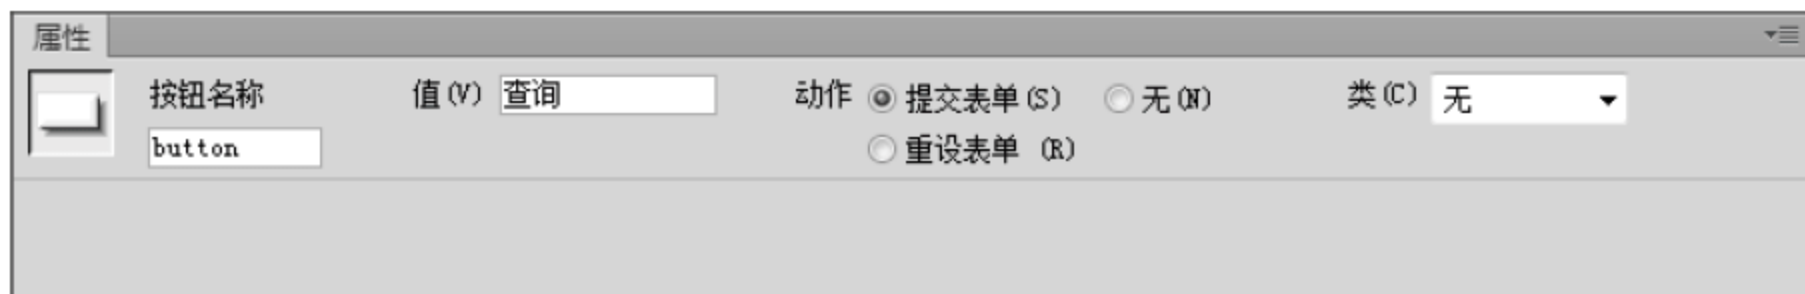 属性
按钮名称 值(V) 查询 动作 提交表单(S) 无(N) 类(C) 无
button 重设表单 (R)